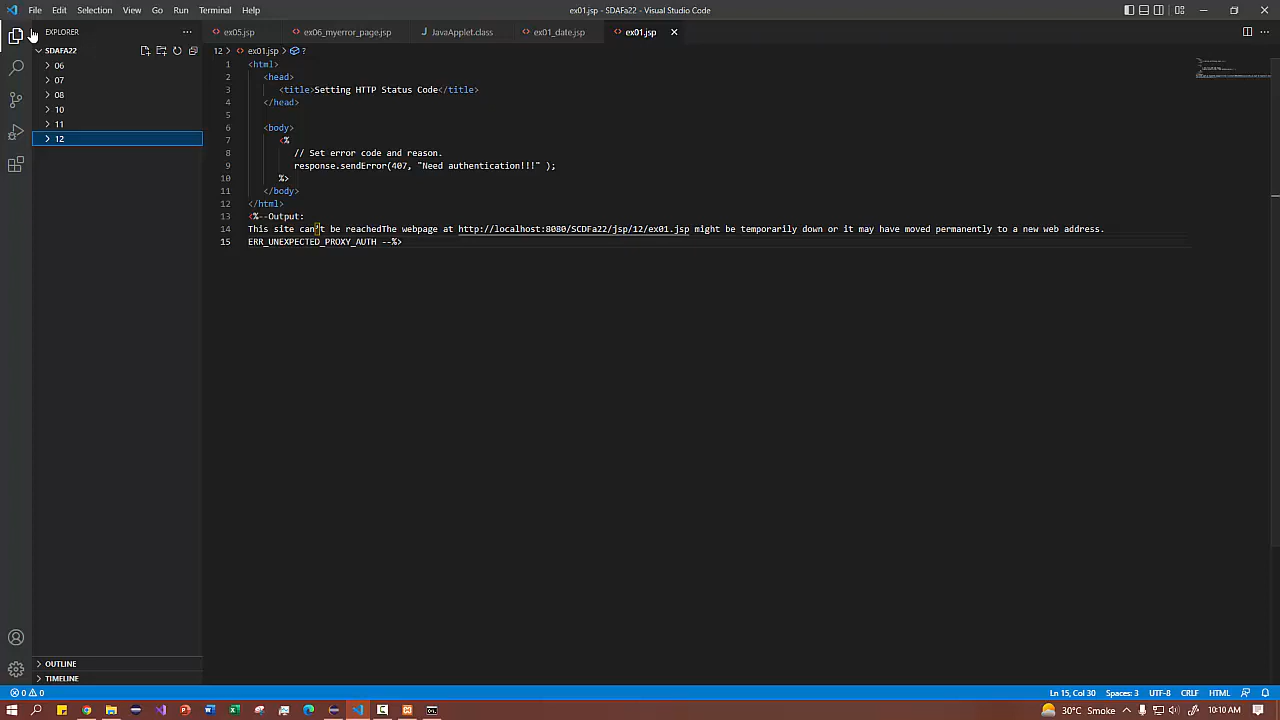 File Edit Selection View Go Run Terminal Help
ex01.jsp - SDAFa22 - Visual Studio Code
EXPLORER
ex05.jsp
ex06_myerror_page.jsp
JavaApplet.class
ex01_date.jsp
ex01.jsp
SDAFA22
12 > ex01.jsp > ?
06
07
08
10
11
12
1 <html>
2 <head>
3 <title>Setting HTTP Status Code</title>
4 </head>
5
6 <body>
7 <%
8 // Set error code and reason.
9 response.sendError(407, "Need authentication!!!" );
10 %>
11 </body>
12 </html>
13 <%--Output:
14 This site can’t be reachedThe webpage at http://localhost:8080/SCDFa22/jsp/12/ex01.jsp might be temporarily down or it may have moved permanently to a new web address.
15 ERR_UNEXPECTED_PROXY_AUTH --%>
OUTLINE
TIMELINE
0 0
Ln 15, Col 30 Spaces: 3 UTF-8 CRLF HTML
30°C Smoke
10:10 AM